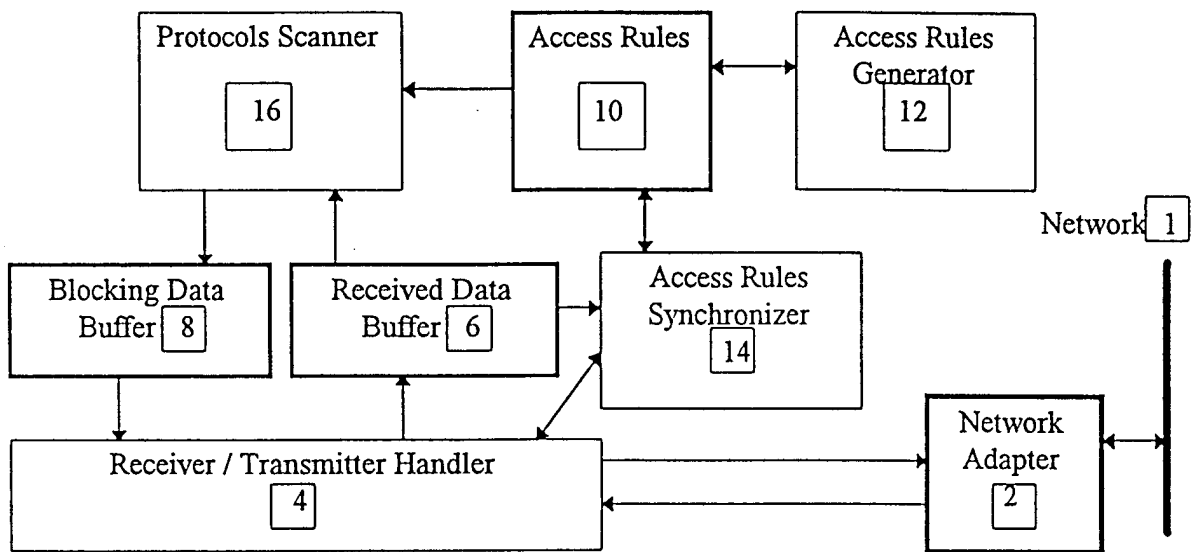 Protocols Scanner
16
Access Rules
10
Access Rules
Generator
12
Network 1
Blocking Data
Buffer 8
Received Data
Buffer 6
Access Rules
Synchronizer
14
Receiver / Transmitter Handler
4
Network
Adapter
2